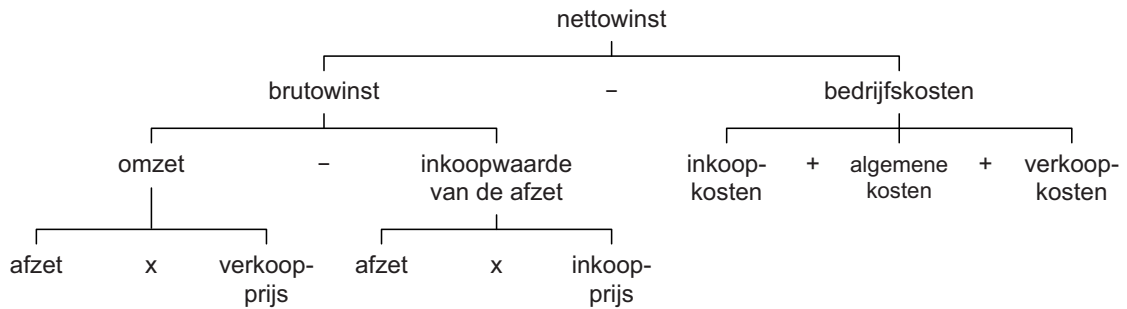 nettowinst
brutowinst − bedrijfskosten
omzet − inkoopwaarde van de afzet inkoop-kosten + algemene kosten + verkoop-kosten
afzet x verkoop-prijs afzet x inkoop-prijs